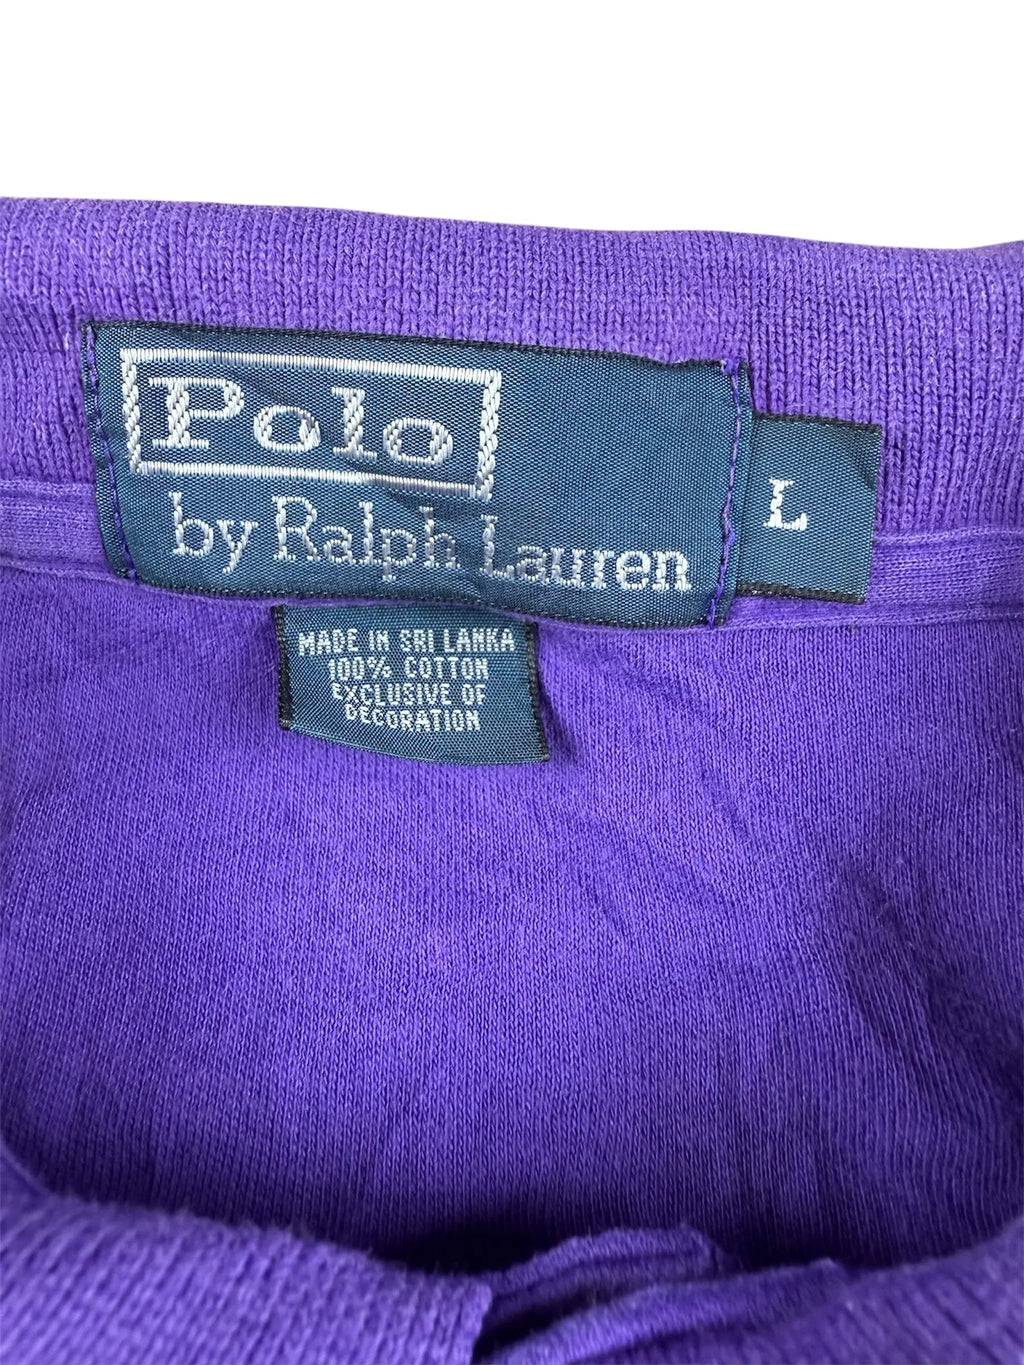 Polo
by Ralph Lauren
L
MADE IN SRI LANKA
100% COTTON
EXCLUSIVE OF
DECORATION